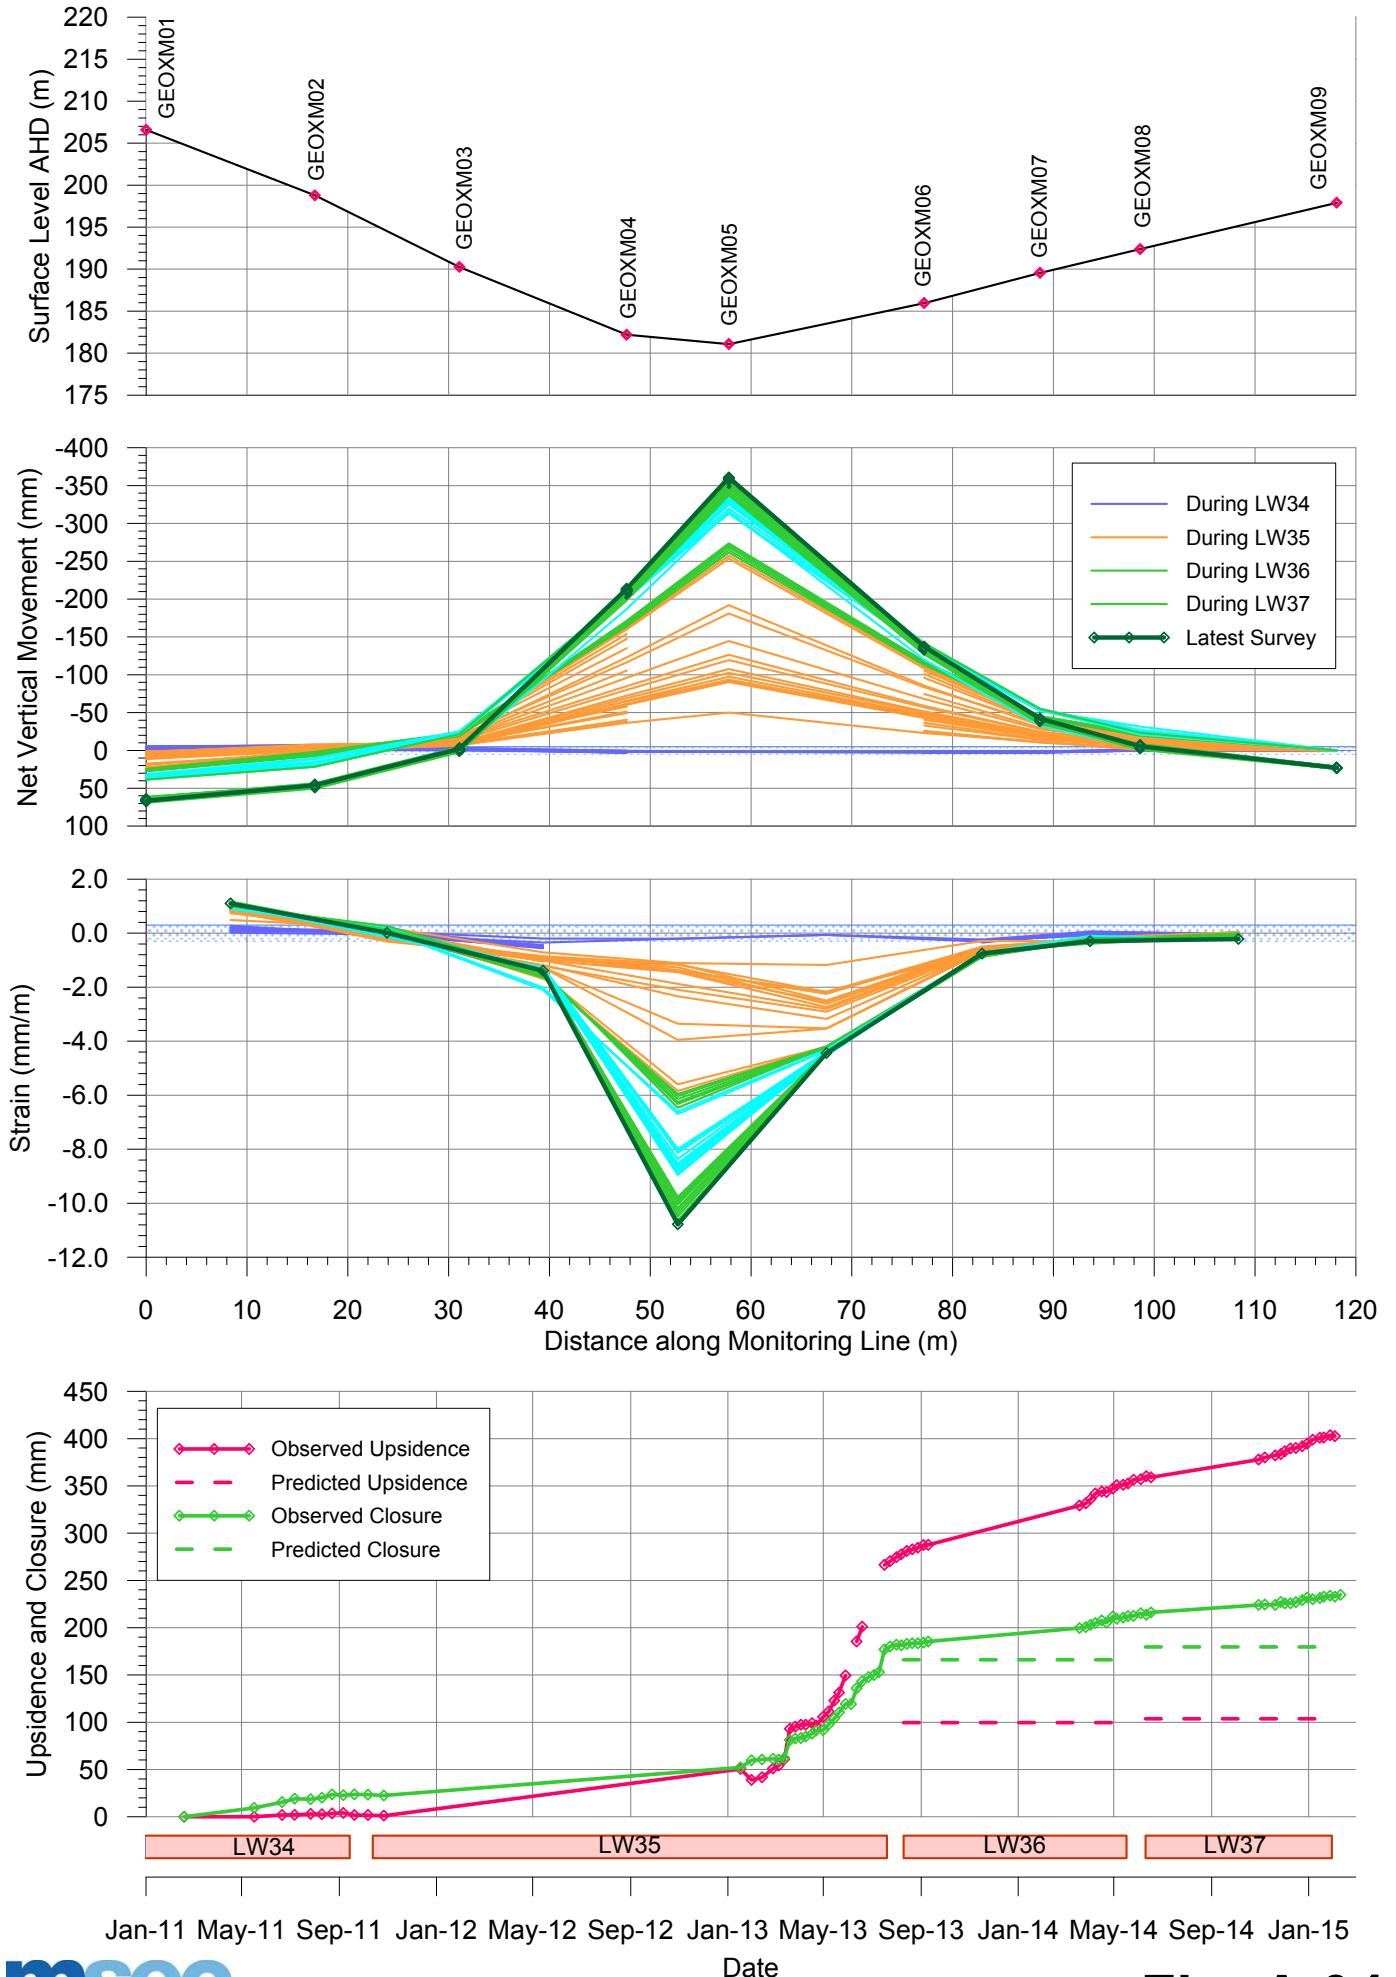 220
215
210
205
200
195
190
185
180
175
Surface Level AHD (m)
GEOXM01
GEOXM02
GEOXM03
GEOXM04
GEOXM05
GEOXM06
GEOXM07
GEOXM08
GEOXM09
-400
-350
-300
-250
-200
-150
-100
-50
0
50
100
Net Vertical Movement (mm)
During LW34
During LW35
During LW36
During LW37
Latest Survey
2.0
0.0
-2.0
-4.0
-6.0
-8.0
-10.0
-12.0
Strain (mm/m)
0 10 20 30 40 50 60 70 80 90 100 110 120
Distance along Monitoring Line (m)
450
400
350
300
250
200
150
100
50
0
Upsidence and Closure (mm)
Observed Upsidence
Predicted Upsidence
Observed Closure
Predicted Closure
LW34 LW35 LW36 LW37
Jan-11 May-11 Sep-11 Jan-12 May-12 Sep-12 Jan-13 May-13 Sep-13 Jan-14 May-14 Sep-14 Jan-15
Date